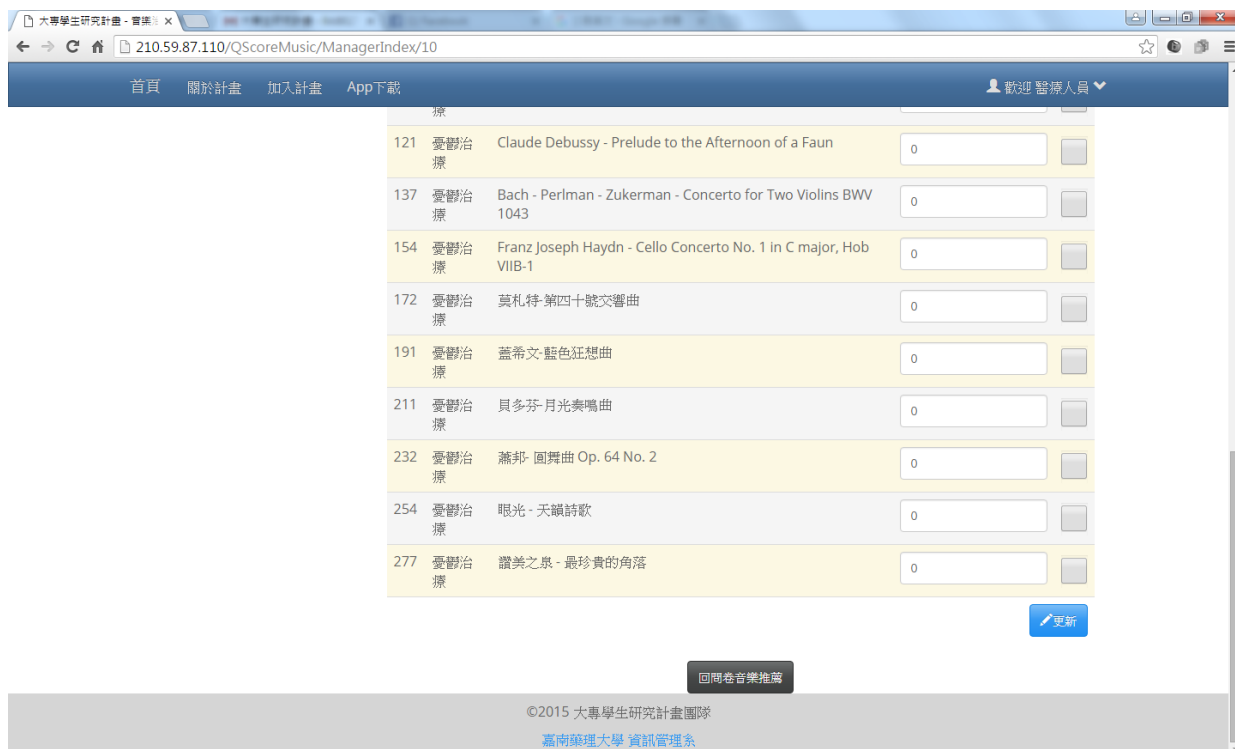 大專學生研究計畫 - 音樂
210.59.87.110/QScoreMusic/ManagerIndex/10
首頁 關於計畫 加入計畫 App下載 歡迎 醫療人員
療
121 憂鬱治 Claude Debussy - Prelude to the Afternoon of a Faun 0
療
137 憂鬱治 Bach - Perlman - Zukerman - Concerto for Two Violins BWV 0
療 1043
154 憂鬱治 Franz Joseph Haydn - Cello Concerto No. 1 in C major, Hob 0
療 VIIB-1
172 憂鬱治 莫札特-第四十號交響曲 0
療
191 憂鬱治 蓋希文-藍色狂想曲 0
療
211 憂鬱治 貝多芬-月光奏鳴曲 0
療
232 憂鬱治 蕭邦- 圓舞曲 Op. 64 No. 2 0
療
254 憂鬱治 眼光 - 天韻詩歌 0
療
277 憂鬱治 讚美之泉 - 最珍貴的角落 0
療
更新
回問卷音樂推薦
©2015 大專學生研究計畫團隊
嘉南藥理大學 資訊管理系